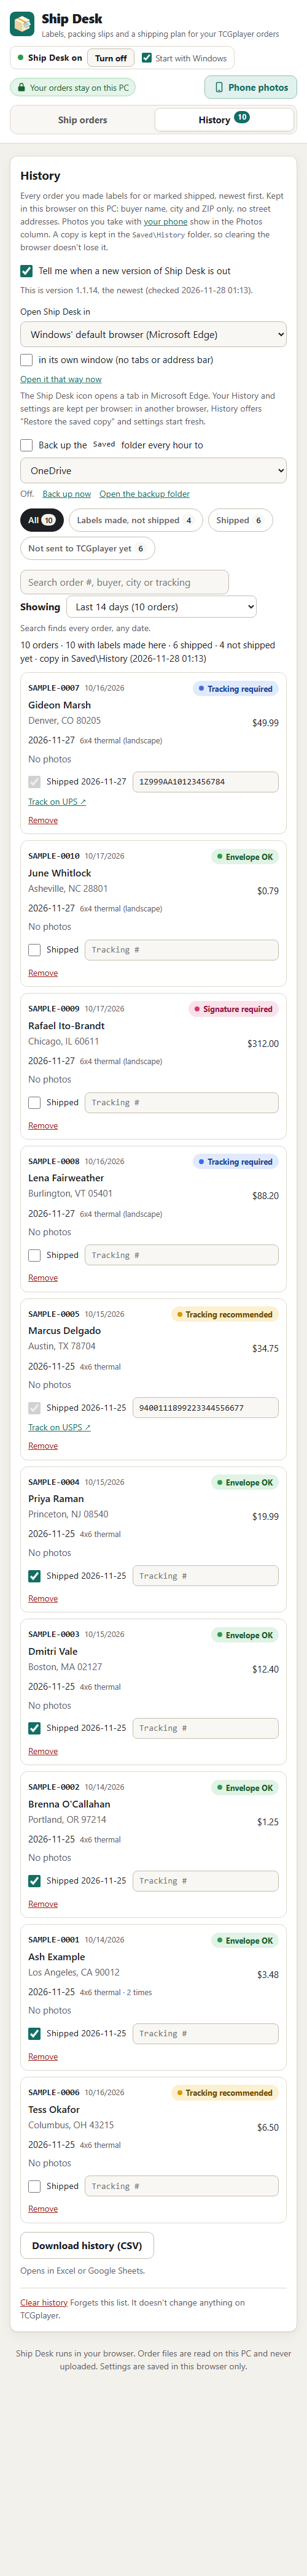 Ship Desk
Labels, packing slips and a shipping plan for your TCGplayer orders
Ship Desk on
Turn off
Start with Windows
Your orders stay on this PC
Phone photos
Ship orders
History 10
History
Every order you made labels for or marked shipped, newest first. Kept
in this browser on this PC: buyer name, city and ZIP only, no street
addresses. Photos you take with your phone show in the Photos
column. A copy is kept in the Saved\History folder, so clearing the
browser doesn't lose it.
Tell me when a new version of Ship Desk is out
This is version 1.1.14, the newest (checked 2026-11-28 01:13).
Open Ship Desk in
Windows' default browser (Microsoft Edge)
in its own window (no tabs or address bar)
Open it that way now
The Ship Desk icon opens a tab in Microsoft Edge. Your History and
settings are kept per browser: in another browser, History offers
"Restore the saved copy" and settings start fresh.
Back up the Saved folder every hour to
OneDrive
Off. Back up now Open the backup folder
All 10
Labels made, not shipped 4
Shipped 6
Not sent to TCGplayer yet 6
Search order #, buyer, city or tracking
Showing Last 14 days (10 orders)
Search finds every order, any date.
10 orders · 10 with labels made here · 6 shipped · 4 not shipped
yet · copy in Saved\History (2026-11-28 01:13)
SAMPLE-0007 10/16/2026 Tracking required
Gideon Marsh
Denver, CO 80205 $49.99
2026-11-27 6x4 thermal (landscape)
No photos
Shipped 2026-11-27 1Z999AA10123456784
Track on UPS ↗
Remove
SAMPLE-0010 10/17/2026 Envelope OK
June Whitlock
Asheville, NC 28801 $0.79
2026-11-27 6x4 thermal (landscape)
No photos
Shipped Tracking #
Remove
SAMPLE-0009 10/17/2026 Signature required
Rafael Ito-Brandt
Chicago, IL 60611 $312.00
2026-11-27 6x4 thermal (landscape)
No photos
Shipped Tracking #
Remove
SAMPLE-0008 10/16/2026 Tracking required
Lena Fairweather
Burlington, VT 05401 $88.20
2026-11-27 6x4 thermal (landscape)
No photos
Shipped Tracking #
Remove
SAMPLE-0005 10/15/2026 Tracking recommended
Marcus Delgado
Austin, TX 78704 $34.75
2026-11-25 4x6 thermal
No photos
Shipped 2026-11-25 9400111899223344556677
Track on USPS ↗
Remove
SAMPLE-0004 10/15/2026 Envelope OK
Priya Raman
Princeton, NJ 08540 $19.99
2026-11-25 4x6 thermal
No photos
Shipped 2026-11-25 Tracking #
Remove
SAMPLE-0003 10/15/2026 Envelope OK
Dmitri Vale
Boston, MA 02127 $12.40
2026-11-25 4x6 thermal
No photos
Shipped 2026-11-25 Tracking #
Remove
SAMPLE-0002 10/14/2026 Envelope OK
Brenna O'Callahan
Portland, OR 97214 $1.25
2026-11-25 4x6 thermal
No photos
Shipped 2026-11-25 Tracking #
Remove
SAMPLE-0001 10/14/2026 Envelope OK
Ash Example
Los Angeles, CA 90012 $3.48
2026-11-25 4x6 thermal · 2 times
No photos
Shipped 2026-11-25 Tracking #
Remove
SAMPLE-0006 10/16/2026 Tracking recommended
Tess Okafor
Columbus, OH 43215 $6.50
2026-11-25 4x6 thermal
No photos
Shipped Tracking #
Remove
Download history (CSV)
Opens in Excel or Google Sheets.
Clear history Forgets this list. It doesn't change anything on
TCGplayer.
Ship Desk runs in your browser. Order files are read on this PC and never
uploaded. Settings are saved in this browser only.